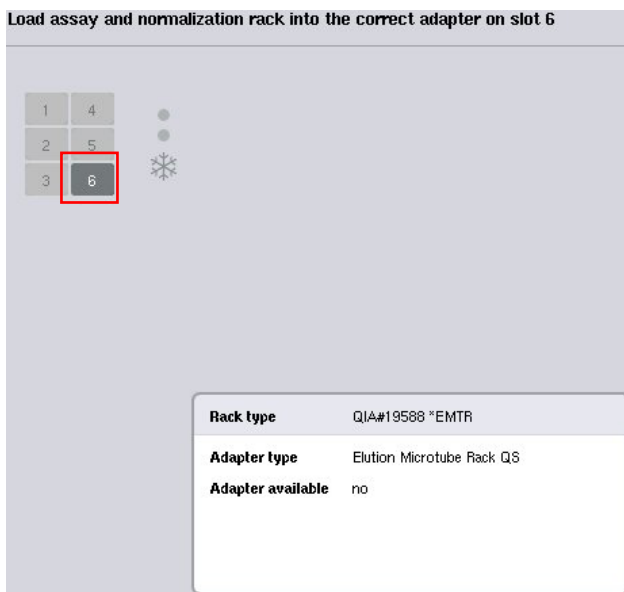 Load assay and normalization rack into the correct adapter on slot 6
1 4
2 5
3 6
Rack type QIA#19588 *EMTR
Adapter type Elution Microtube Rack QS
Adapter available no